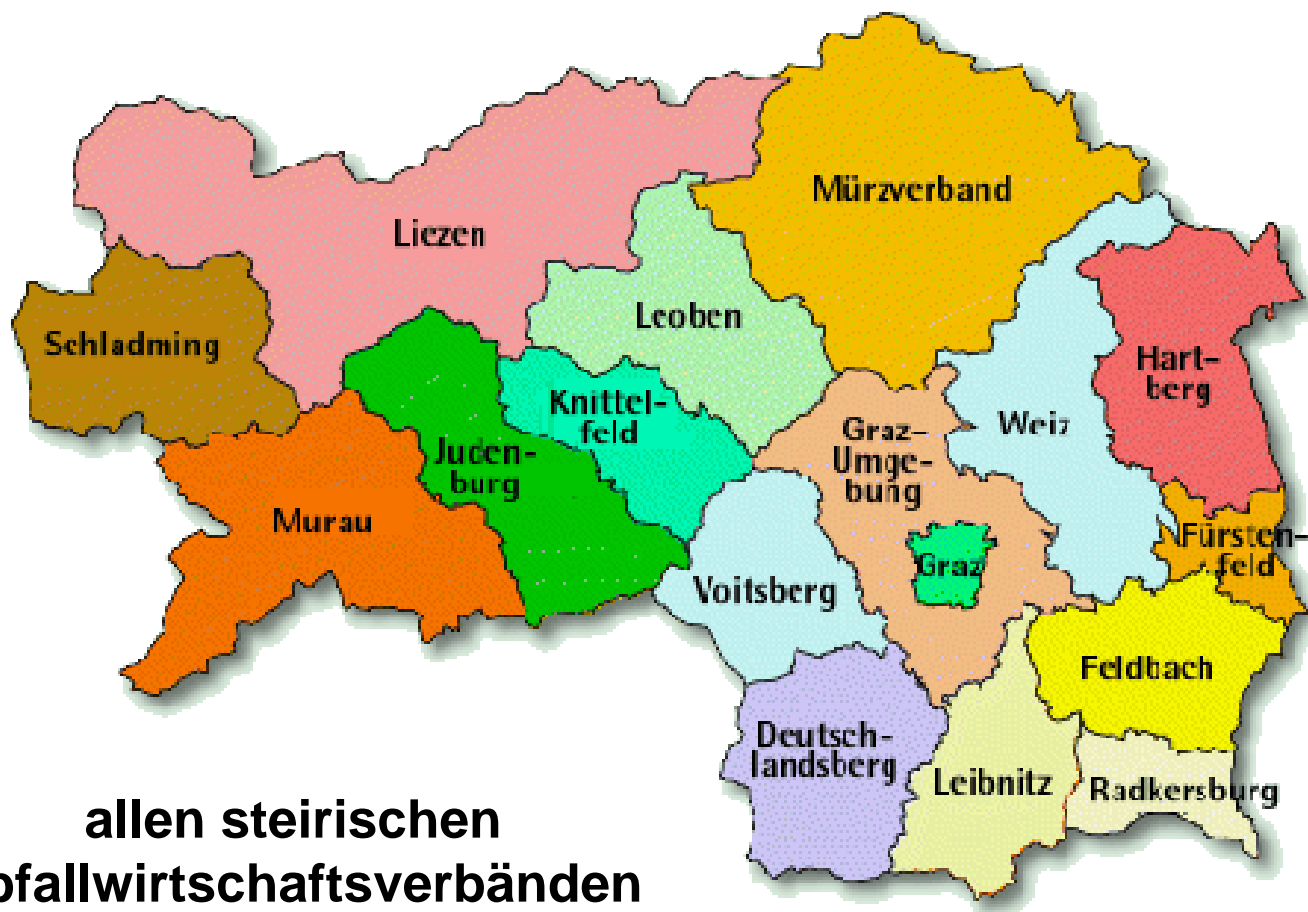 Mürzverband
Liezen
Leoben
Schladming
Hart-
berg
Knittel-
feld
Weiz
Graz-
Umge-
bung
Juden-
burg
Murau
Fürsten-
feld
Graz
Voitsberg
Feldbach
Deutsch-
landsberg
Leibnitz
Radkersburg
allen steirischen
bfallwirtschaftsverbänden